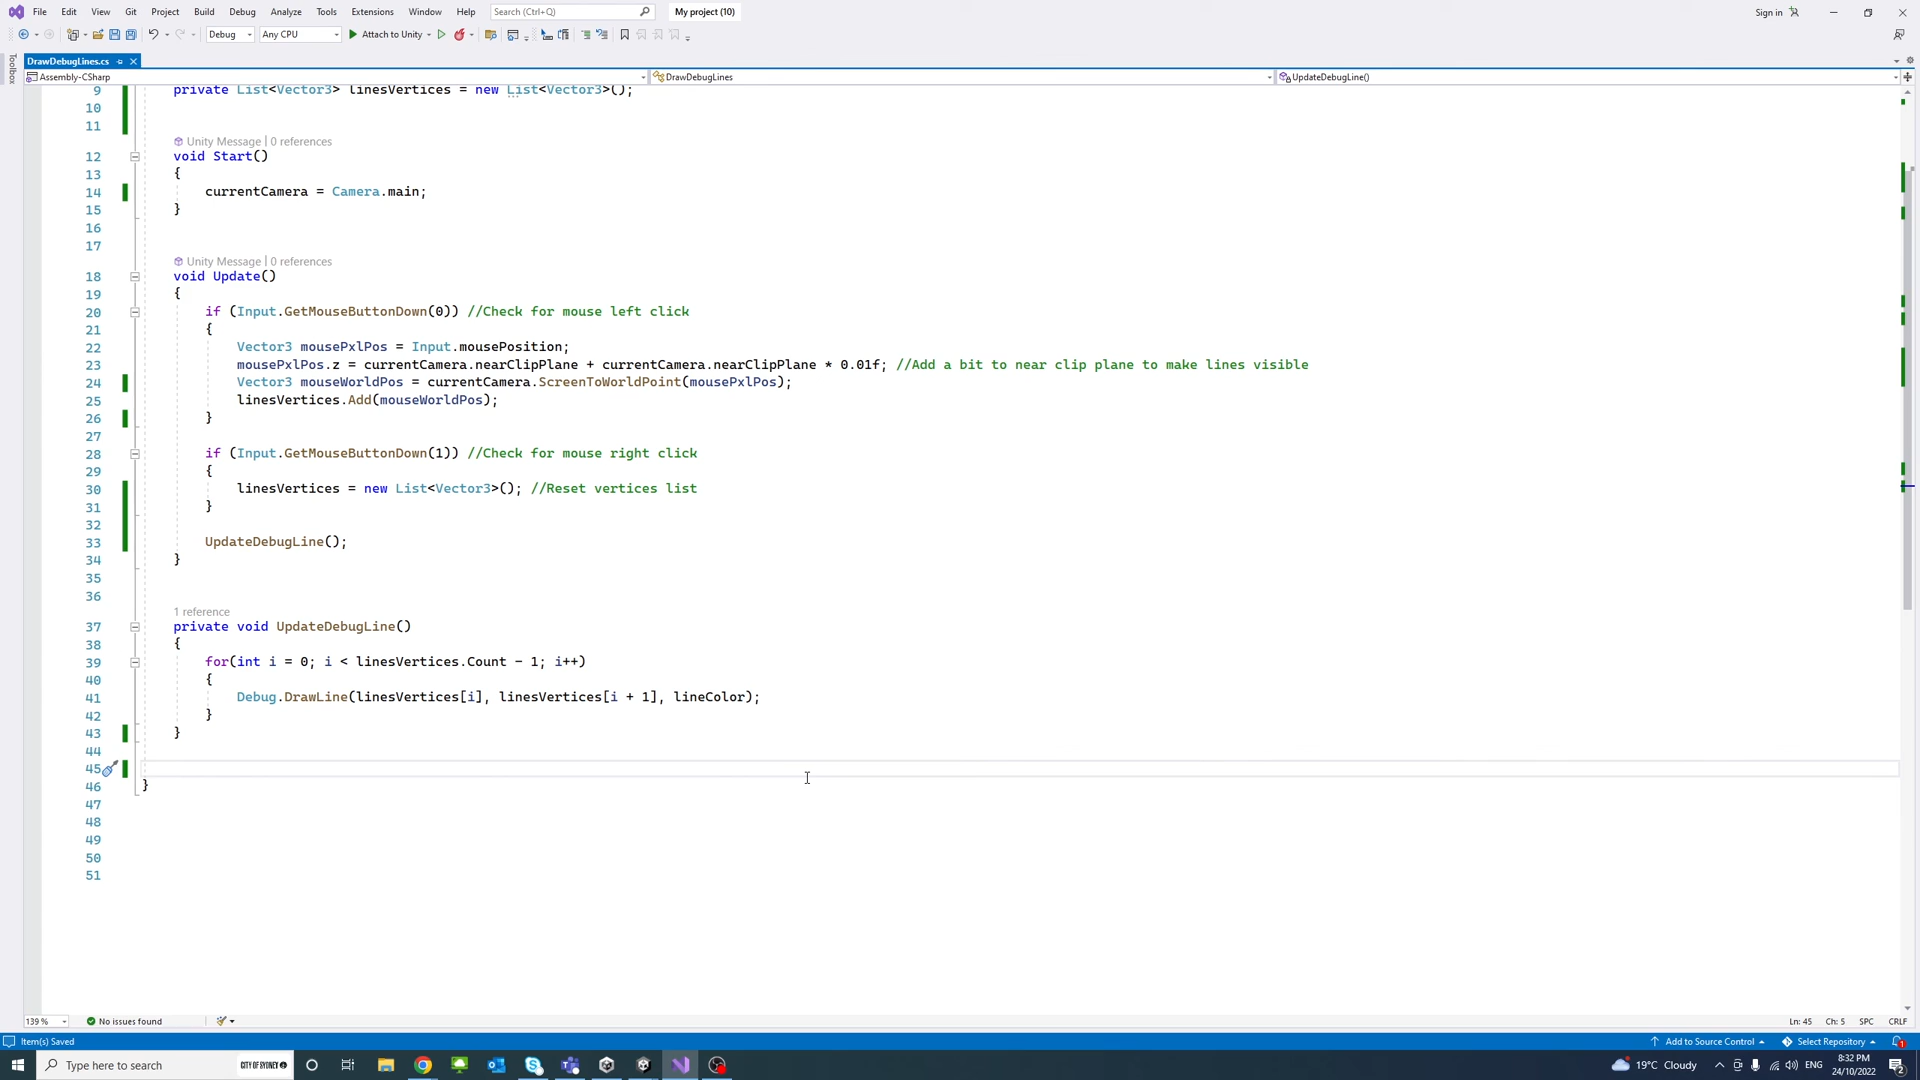 File Edit View Git Project Build Debug Analyze Tools Extensions Window Help Search (Ctrl+Q) My project (10) Sign in
Debug Any CPU Attach to Unity
Toolbox
DrawDebugLines.cs
Assembly-CSharp DrawDebugLines UpdateDebugLine()
9 private List<Vector3> linesVertices = new List<Vector3>();
10
11
Unity Message | 0 references
12 void Start()
13 {
14 currentCamera = Camera.main;
15 }
16
17
Unity Message | 0 references
18 void Update()
19 {
20 if (Input.GetMouseButtonDown(0)) //Check for mouse left click
21 {
22 Vector3 mousePxlPos = Input.mousePosition;
23 mousePxlPos.z = currentCamera.nearClipPlane + currentCamera.nearClipPlane * 0.01f; //Add a bit to near clip plane to make lines visible
24 Vector3 mouseWorldPos = currentCamera.ScreenToWorldPoint(mousePxlPos);
25 linesVertices.Add(mouseWorldPos);
26 }
27
28 if (Input.GetMouseButtonDown(1)) //Check for mouse right click
29 {
30 linesVertices = new List<Vector3>(); //Reset vertices list
31 }
32
33 UpdateDebugLine();
34 }
35
36
1 reference
37 private void UpdateDebugLine()
38 {
39 for(int i = 0; i < linesVertices.Count - 1; i++)
40 {
41 Debug.DrawLine(linesVertices[i], linesVertices[i + 1], lineColor);
42 }
43 }
44
45
46 }
47
48
49
50
51
139 % No issues found Ln: 45 Ch: 5 SPC CRLF
Item(s) Saved Add to Source Control Select Repository 1
Type here to search CITY OF SYDNEY 19°C Cloudy ENG 8:32 PM
24/10/2022 2